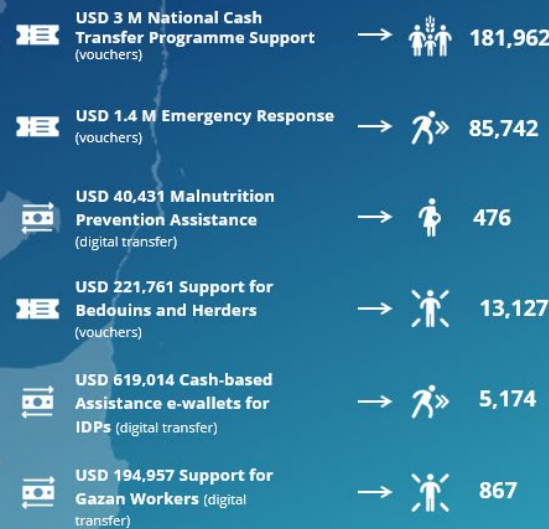 USD 3 M National Cash
Transfer Programme Support
(vouchers)
181,962
USD 1.4 M Emergency Response
(vouchers)
85,742
USD 40,431 Malnutrition
Prevention Assistance
(digital transfer)
476
USD 221,761 Support for
Bedouins and Herders
(vouchers)
13,127
USD 619,014 Cash-based
Assistance e-wallets for
IDPs (digital transfer)
5,174
USD 194,957 Support for
Gazan Workers (digital
transfer)
867